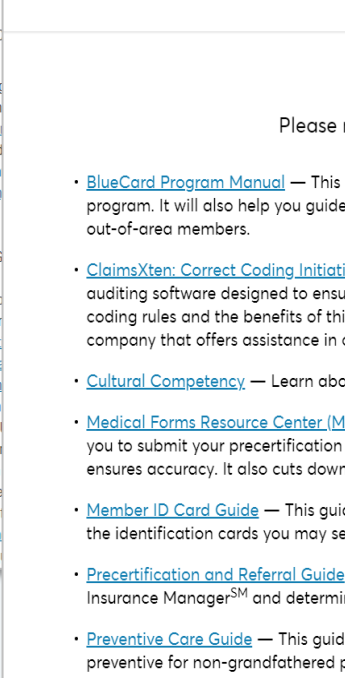 Please
• BlueCard Program Manual — This
program. It will also help you guide
out-of-area members.
• ClaimsXten: Correct Coding Initiati
auditing software designed to ensu
coding rules and the benefits of thi
company that offers assistance in
• Cultural Competency — Learn abo
• Medical Forms Resource Center (M
you to submit your precertification
ensures accuracy. It also cuts down
• Member ID Card Guide — This guid
the identification cards you may se
• Precertification and Referral Guide
Insurance Manager℠ and determi
• Preventive Care Guide — This guid
preventive for non-grandfathered p